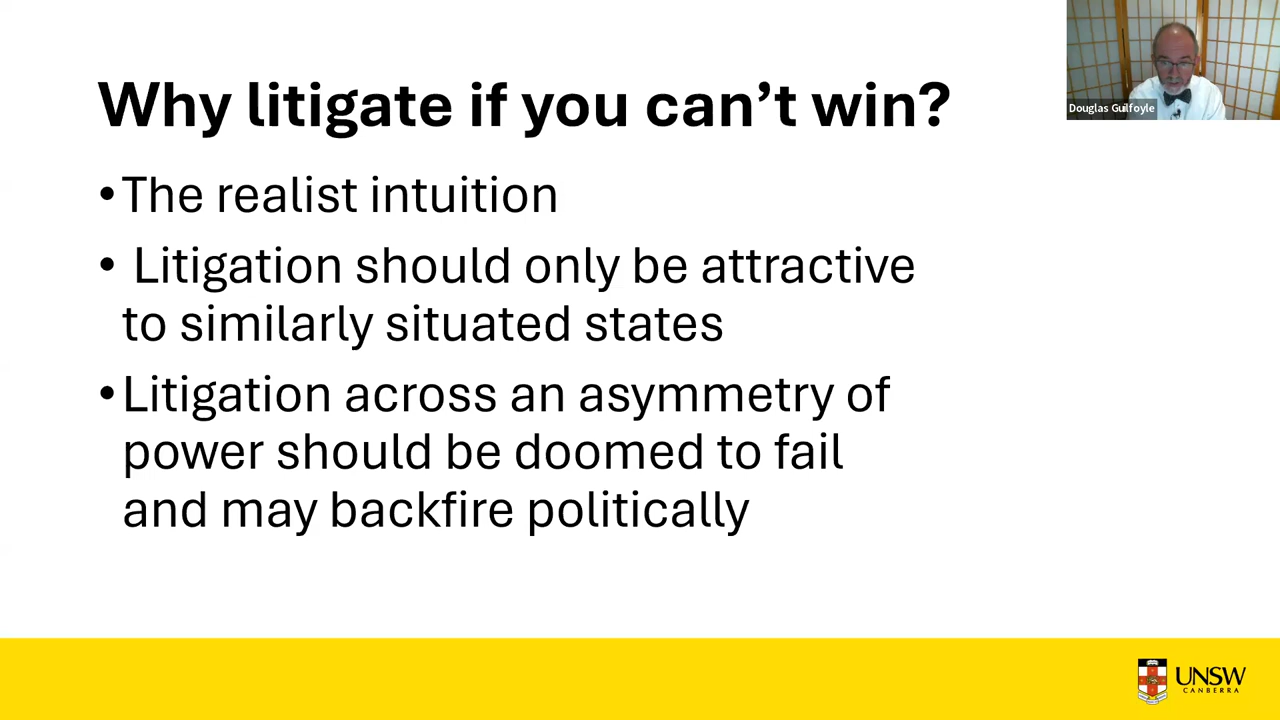 Why litigate if you can't win?
Douglas Guilfoyle
•The realist intuition
• Litigation should only be attractive
to similarly situated states
•Litigation across an asymmetry of
power should be doomed to fail
and may backfire politically
UNSW
CANBERRA